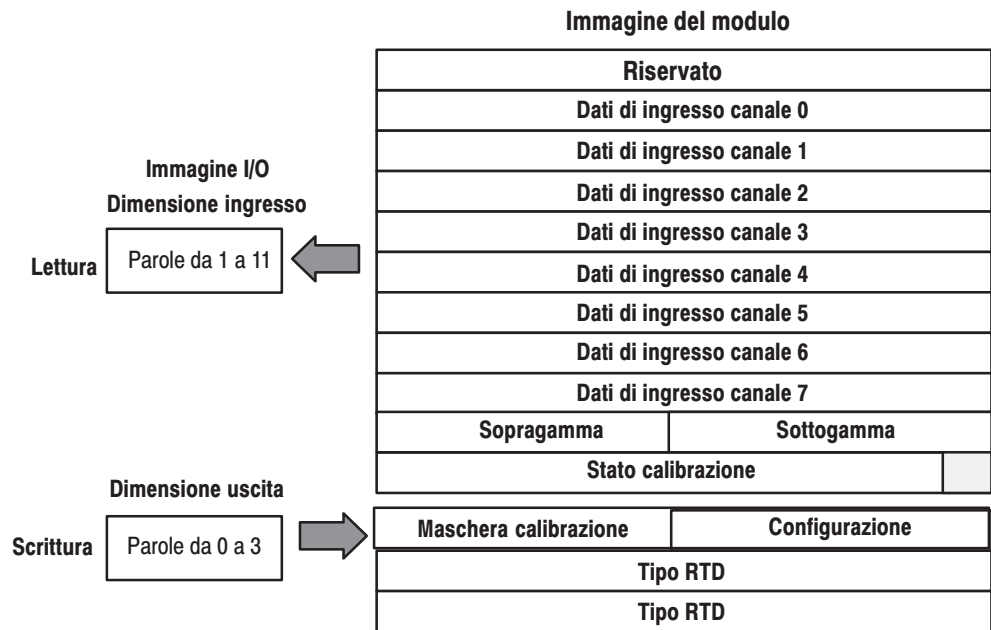 Immagine del modulo
Riservato
Dati di ingresso canale 0
Dati di ingresso canale 1
Dati di ingresso canale 2
Dati di ingresso canale 3
Dati di ingresso canale 4
Dati di ingresso canale 5
Dati di ingresso canale 6
Dati di ingresso canale 7
Sopragamma Sottogamma
Stato calibrazione
Immagine I/O
Dimensione ingresso
Lettura Parole da 1 a 11
Dimensione uscita
Scrittura Parole da 0 a 3
Maschera calibrazione Configurazione
Tipo RTD
Tipo RTD